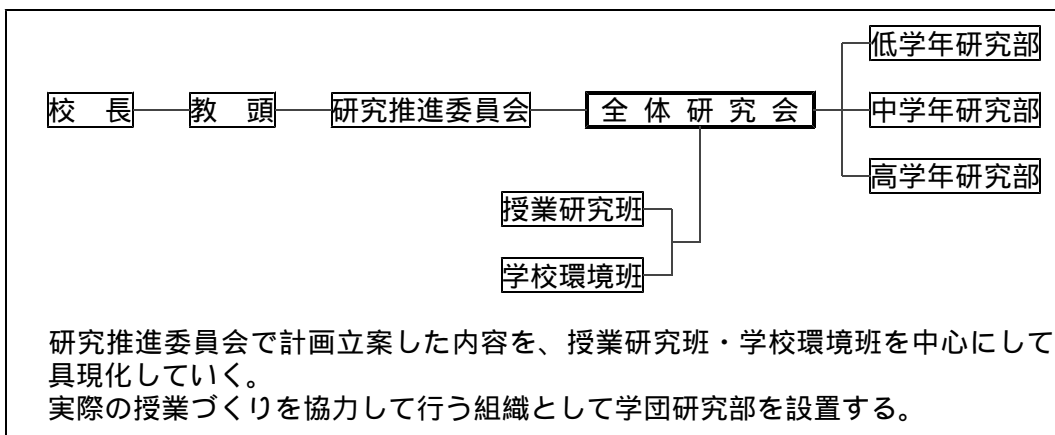 低学年研究部
校　長 教　頭 研究推進委員会 全 体 研 究 会 中学年研究部
高学年研究部
授業研究班
学校環境班
研究推進委員会で計画立案した内容を、授業研究班・学校環境班を中心にして
具現化していく。
実際の授業づくりを協力して行う組織として学団研究部を設置する。